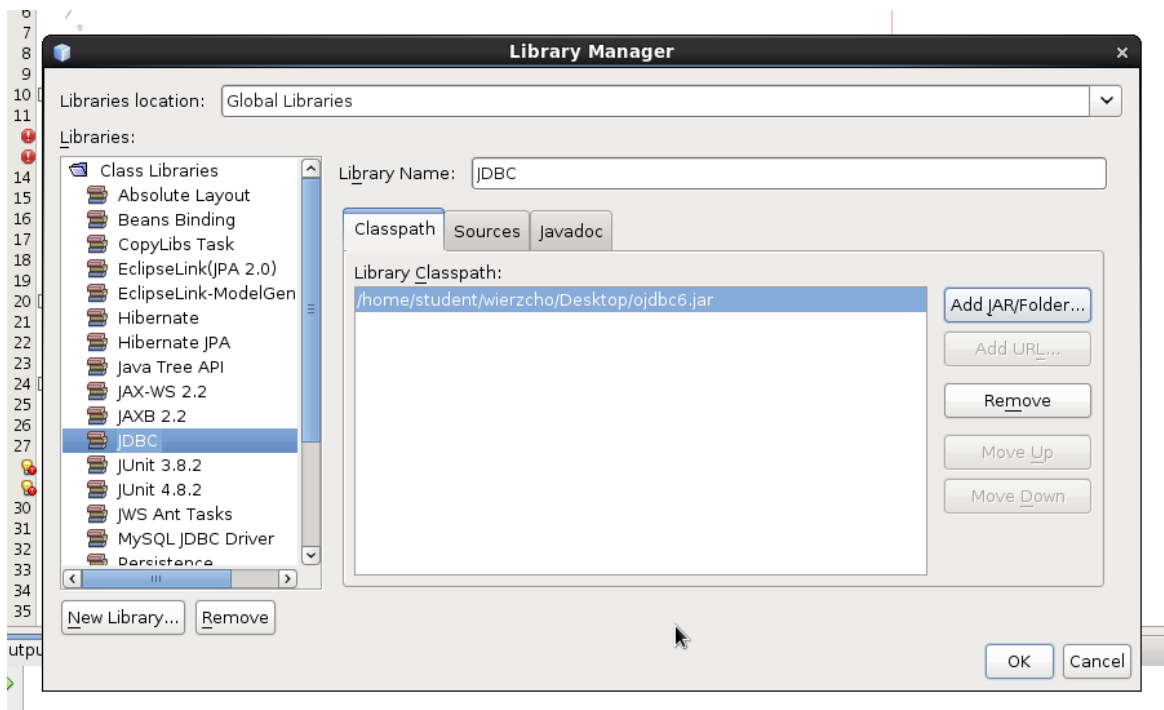 6 /
7 *
8
9
10
11
14
15
16
17
18
19
20
21
22
23
24
25
26
27
30
31
32
33
34
35
Library Manager
Libraries location: Global Libraries
Libraries:
Class Libraries
Absolute Layout
Beans Binding
CopyLibs Task
EclipseLink(JPA 2.0)
EclipseLink-ModelGen
Hibernate
Hibernate JPA
Java Tree API
JAX-WS 2.2
JAXB 2.2
JDBC
JUnit 3.8.2
JUnit 4.8.2
JWS Ant Tasks
MySQL JDBC Driver
Persistence
New Library... Remove
Library Name: JDBC
Classpath Sources Javadoc
Library Classpath:
/home/student/wierzcho/Desktop/ojdbc6.jar
Add JAR/Folder...
Add URL...
Remove
Move Up
Move Down
OK Cancel
utpu